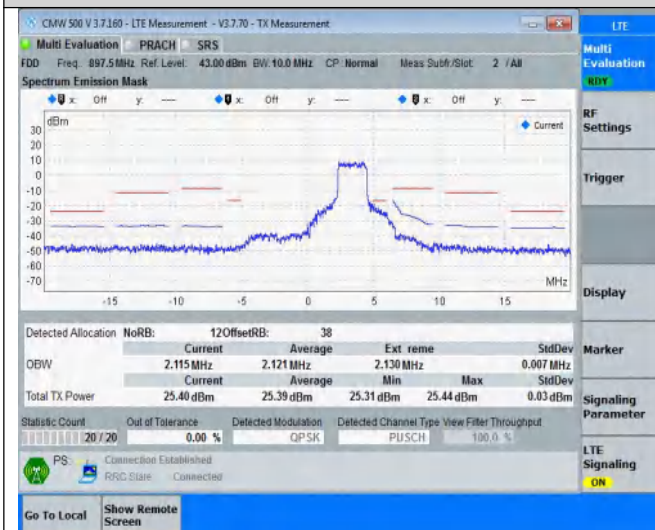 CMW 500 V 3.7.160 - LTE Measurement - V3.7.70 - TX Measurement
LTE
Multi Evaluation PRACH SRS
Multi Evaluation
RDY
FDD Freq: 897.5 MHz Ref. Level: 43.00 dBm BW: 10.0 MHz CP: Normal Meas Subfr./Slot: 2 / All
Spectrum Emission Mask
x: Off y: --- x: Off y: --- x: Off y: ---
dBm
Current
30
20
10
0
-10
-20
-30
-40
-50
-60
-70
MHz
-15 -10 -5 0 5 10 15
RF Settings
Trigger
Display
Marker
Signaling Parameter
LTE Signaling
ON
Detected Allocation NoRB: 12 OffsetRB: 38
Current Average Extreme StdDev
OBW 2.115 MHz 2.121 MHz 2.130 MHz 0.007 MHz
Current Average Min Max StdDev
Total TX Power 25.40 dBm 25.39 dBm 25.31 dBm 25.44 dBm 0.03 dBm
Statistic Count Out of Tolerance Detected Modulation Detected Channel Type View Filter Throughput
20 / 20 0.00 % QPSK PUSCH 100.0 %
PS: Connection Established
RRC State Connected
Go To Local Show Remote Screen